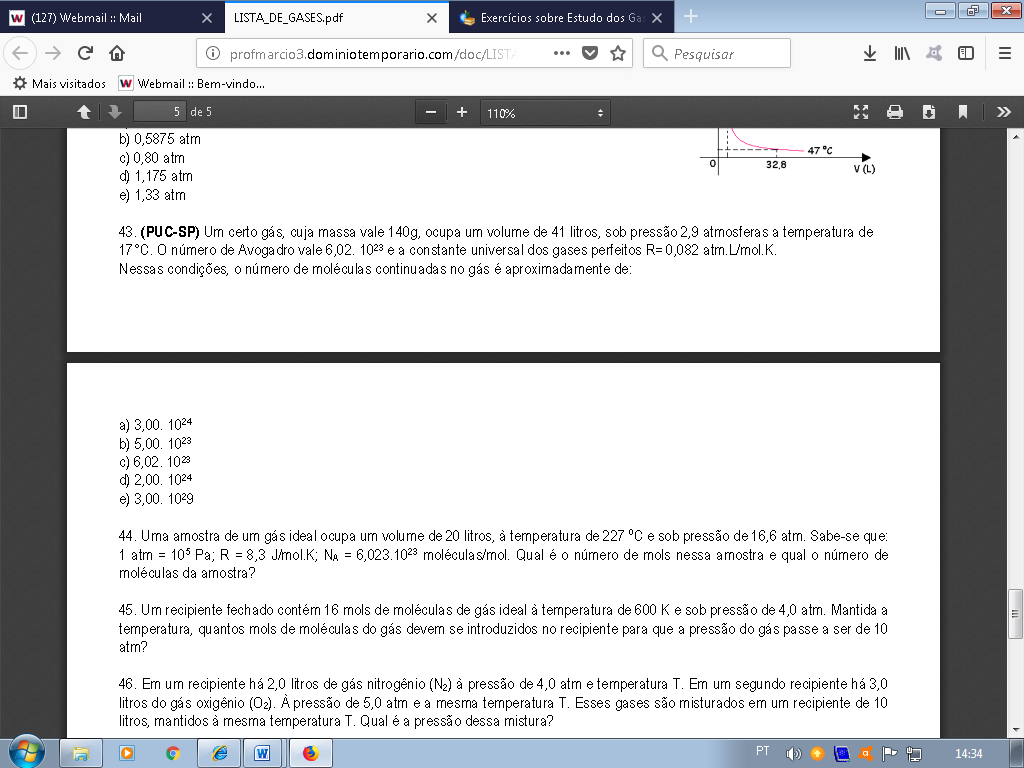 (127) Webmail :: Mail
LISTA_DE_GASES.pdf
Exercícios sobre Estudo dos Ga
profmarcio3.dominiotemporario.com/doc/LIST
Pesquisar
Mais visitados
Webmail :: Bem-vindo...
5 de 5
110%
b) 0,5875 atm
c) 0,80 atm
d) 1,175 atm
e) 1,33 atm
47 °C
0
32,8
V (L)
43. (PUC-SP) Um certo gás, cuja massa vale 140g, ocupa um volume de 41 litros, sob pressão 2,9 atmosferas a temperatura de
17°C. O número de Avogadro vale 6,02. 10²³ e a constante universal dos gases perfeitos R= 0,082 atm.L/mol.K.
Nessas condições, o número de moléculas continuadas no gás é aproximadamente de:
a) 3,00. 10²⁴
b) 5,00. 10²³
c) 6,02. 10²³
d) 2,00. 10²⁴
e) 3,00. 10²9
44. Uma amostra de um gás ideal ocupa um volume de 20 litros, à temperatura de 227 ⁰C e sob pressão de 16,6 atm. Sabe-se que:
1 atm = 10⁵ Pa; R = 8,3 J/mol.K; Nₐ = 6,023.10²³ moléculas/mol. Qual é o número de mols nessa amostra e qual o número de
moléculas da amostra?
45. Um recipiente fechado contém 16 mols de moléculas de gás ideal à temperatura de 600 K e sob pressão de 4,0 atm. Mantida a
temperatura, quantos mols de moléculas do gás devem se introduzidos no recipiente para que a pressão do gás passe a ser de 10
atm?
46. Em um recipiente há 2,0 litros de gás nitrogênio (N₂) à pressão de 4,0 atm e temperatura T. Em um segundo recipiente há 3,0
litros do gás oxigênio (O₂). À pressão de 5,0 atm e a mesma temperatura T. Esses gases são misturados em um recipiente de 10
litros, mantidos à mesma temperatura T. Qual é a pressão dessa mistura?
PT
14:34